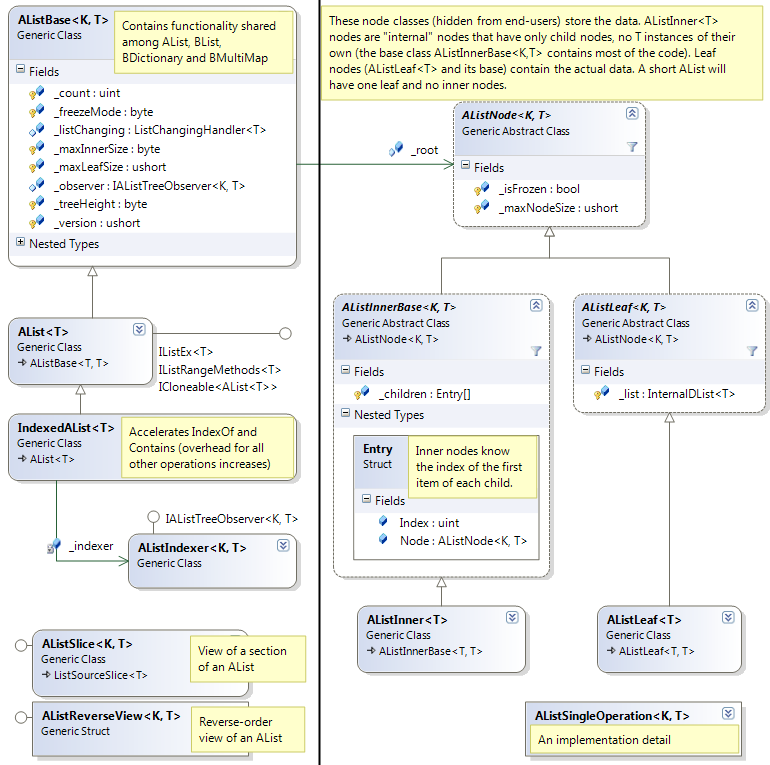 AListBase<K, T>
Generic Class
Contains functionality shared
among AList, BList,
BDictionary and BMultiMap
Fields
_count : uint
_freezeMode : byte
_listChanging : ListChangingHandler<T>
_maxInnerSize : byte
_maxLeafSize : ushort
_observer : IAListTreeObserver<K, T>
_treeHeight : byte
_version : ushort
Nested Types
AList<T>
Generic Class
AListBase<T, T>
IListEx<T>
IListRangeMethods<T>
ICloneable<AList<T>>
IndexedAList<T>
Generic Class
AList<T>
Accelerates IndexOf and
Contains (overhead for all
other operations increases)
_indexer
IAListTreeObserver<K, T>
AListIndexer<K, T>
Generic Class
AListSlice<K, T>
Generic Class
ListSourceSlice<T>
View of a section
of an AList
AListReverseView<K, T>
Generic Struct
Reverse-order
view of an AList
These node classes (hidden from end-users) store the data. AListInner<T>
nodes are "internal" nodes that have only child nodes, no T instances of their
own (the base class AListInnerBase<K,T> contains most of the code). Leaf
nodes (AListLeaf<T> and its base) contain the actual data. A short AList will
have one leaf and no inner nodes.
_root
AListNode<K, T>
Generic Abstract Class
Fields
_isFrozen : bool
_maxNodeSize : ushort
AListInnerBase<K, T>
Generic Abstract Class
AListNode<K, T>
Fields
_children : Entry[]
Nested Types
Entry
Struct
Inner nodes know
the index of the first
item of each child.
Fields
Index : uint
Node : AListNode<K, T>
AListLeaf<K, T>
Generic Abstract Class
AListNode<K, T>
Fields
_list : InternalDList<T>
AListInner<T>
Generic Class
AListInnerBase<T, T>
AListLeaf<T>
Generic Class
AListLeaf<T, T>
AListSingleOperation<K, T>
An implementation detail